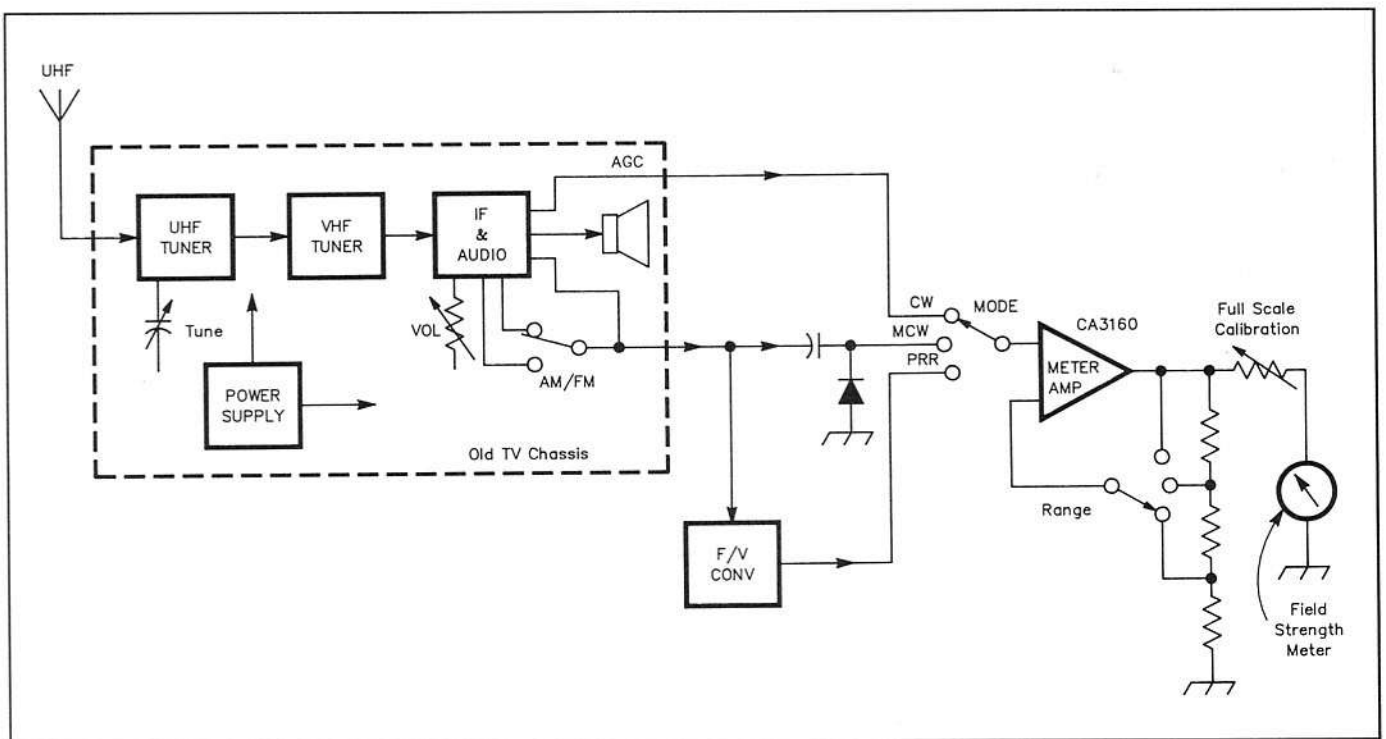 UHF
AGC
UHF
TUNER
VHF
TUNER
IF
&
AUDIO
Tune
VOL
AM/FM
POWER
SUPPLY
Old TV Chassis
CW
MODE
MCW
PRR
CA3160
METER
AMP
Full Scale
Calibration
Range
F/V
CONV
Field
Strength
Meter